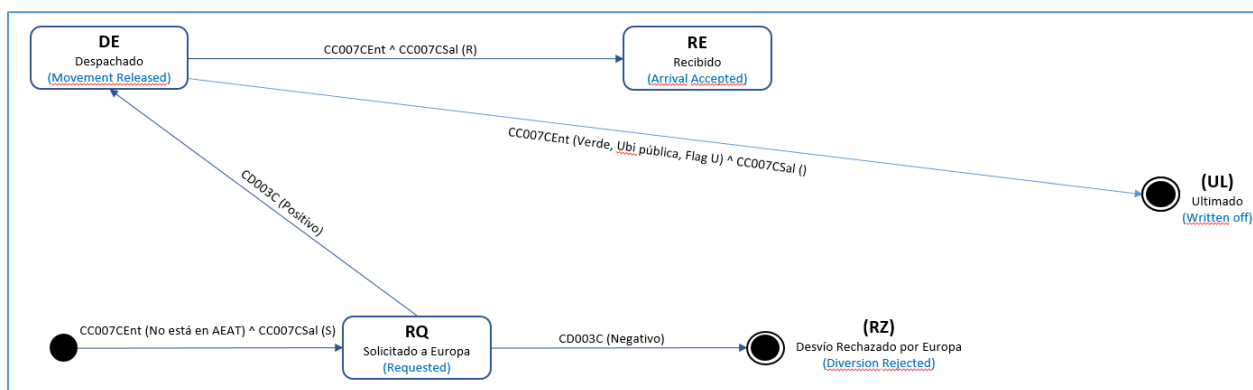 DE
Despachado
(Movement Released)
CC007CEnt ^ CC007CSal (R)
RE
Recibido
(Arrival Accepted)
CC007CEnt (Verde, Ubi pública, Flag U) ^ CC007CSal ()
(UL)
Ultimado
(Written off)
CD003C (Positivo)
CC007CEnt (No está en AEAT) ^ CC007CSal (S)
RQ
Solicitado a Europa
(Requested)
CD003C (Negativo)
(RZ)
Desvío Rechazado por Europa
(Diversion Rejected)